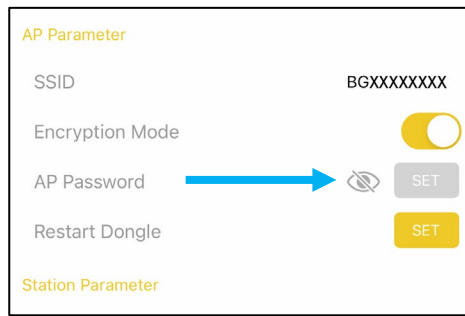 AP Parameter
SSID BGXXXXXXXX
Encryption Mode
AP Password SET
Restart Dongle SET
Station Parameter